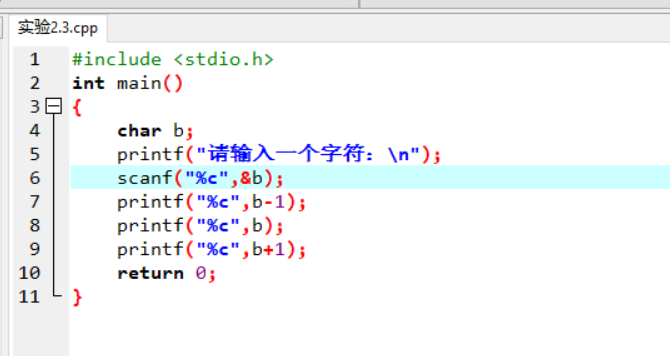 实验2.3.cpp
1 #include <stdio.h>
2 int main()
3 {
4 char b;
5 printf("请输入一个字符：\n");
6 scanf("%c",&b);
7 printf("%c",b-1);
8 printf("%c",b);
9 printf("%c",b+1);
10 return 0;
11 }